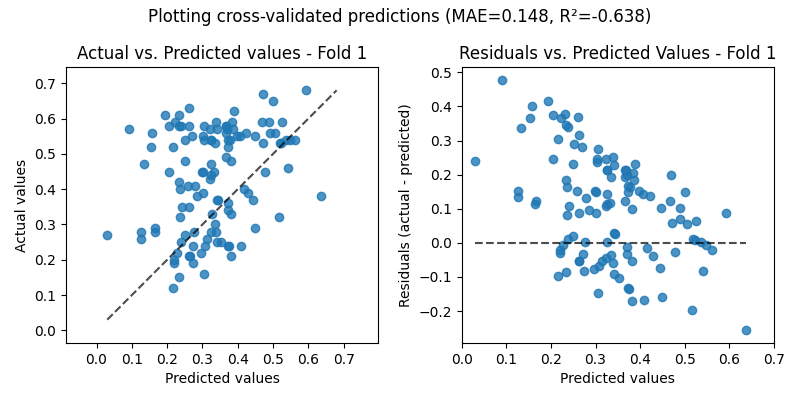 Plotting cross-validated predictions (MAE=0.148, R²=-0.638)
Actual vs. Predicted values - Fold 1
Actual values
0.7
0.6
0.5
0.4
0.3
0.2
0.1
0.0
0.0 0.1 0.2 0.3 0.4 0.5 0.6 0.7
Predicted values
Residuals vs. Predicted Values - Fold 1
Residuals (actual - predicted)
0.5
0.4
0.3
0.2
0.1
0.0
−0.1
−0.2
0.0 0.1 0.2 0.3 0.4 0.5 0.6 0.7
Predicted values